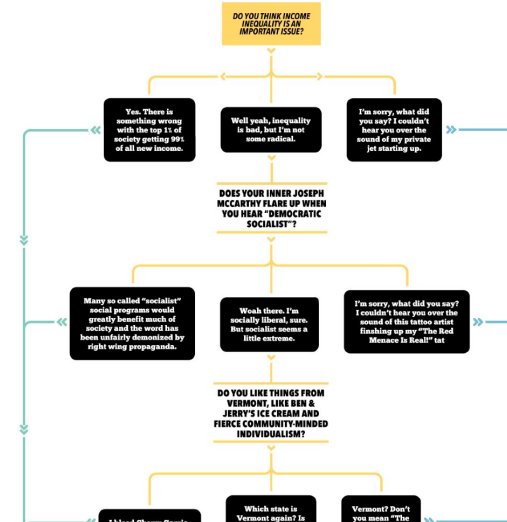 DO YOU THINK INCOME
INEQUALITY IS AN
IMPORTANT ISSUE?
Yes. There is
something wrong
with the top 1% of
society getting 99%
of all new income.
Well yeah, inequality
is bad, but I'm not
some radical.
I'm sorry, what did
you say? I couldn't
hear you over the
sound of my private
jet starting up.
DOES YOUR INNER JOSEPH
MCCARTHY FLARE UP WHEN
YOU HEAR "DEMOCRATIC
SOCIALIST"?
Many so called "socialist"
social programs would
greatly benefit much of
society and the word has
been unfairly demonized by
right wing propaganda.
Woah there. I'm
socially liberal, sure.
But socialist seems a
little extreme.
I'm sorry, what did you say?
I couldn't hear you over the
sound of this tattoo artist
finshing up my "The Red
Menace Is Real!" tat
DO YOU LIKE THINGS FROM
VERMONT, LIKE BEN &
JERRY'S ICE CREAM AND
FIERCE COMMUNITY-MINDED
INDIVIDUALISM?
I bleed Cherry Garcia
Which state is
Vermont again? Is
Vermont? Don't
you mean "The